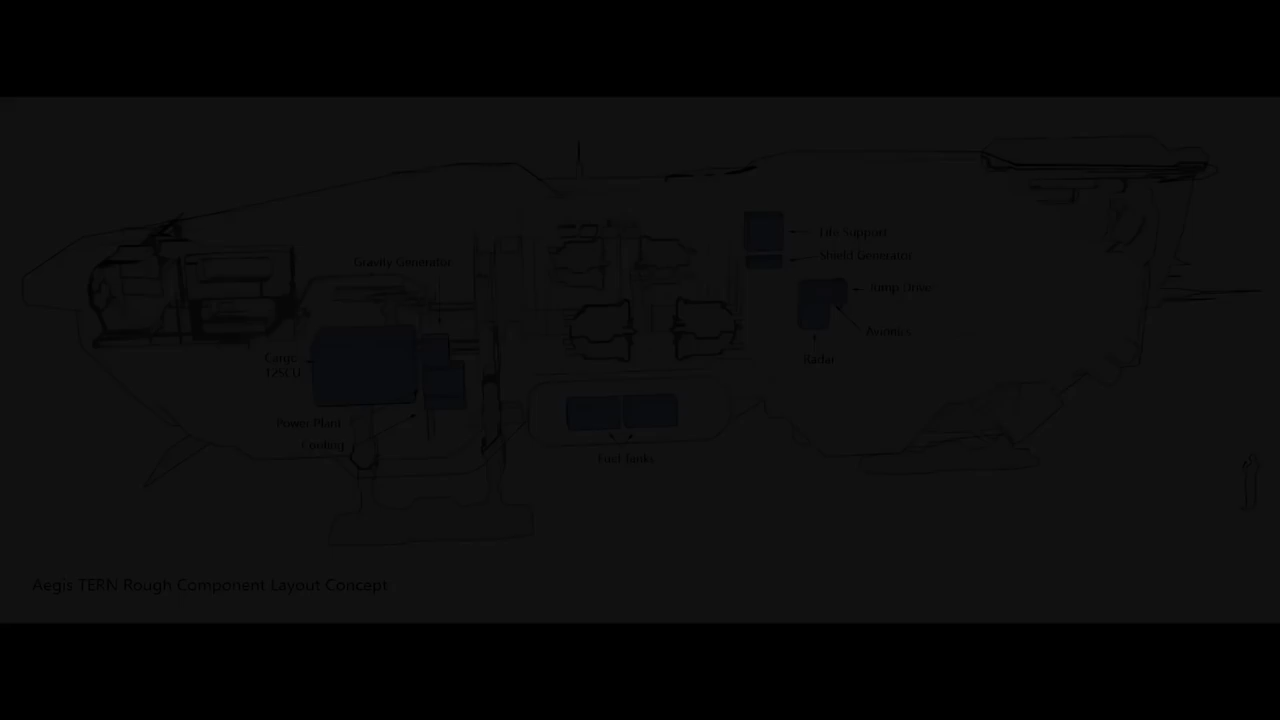 Life Support
Shield Generator
Gravity Generator
Jump Drive
Avionics
Radar
Cargo
12SCU
Power Plant
Cooling
Fuel Tanks
Aegis TERN Rough Component Layout Concept